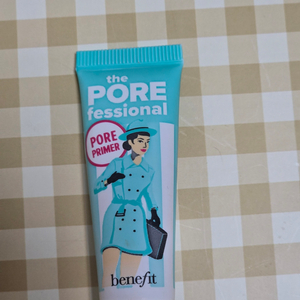 the
PORE
fessional
PORE
PRIMER
benefit